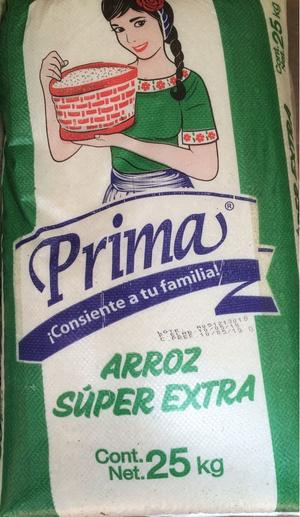 Cont. 25 kg
Prima®
¡Consiente a tu familia!
ARROZ
SÚPER EXTRA
Cont.
Net. 25 kg